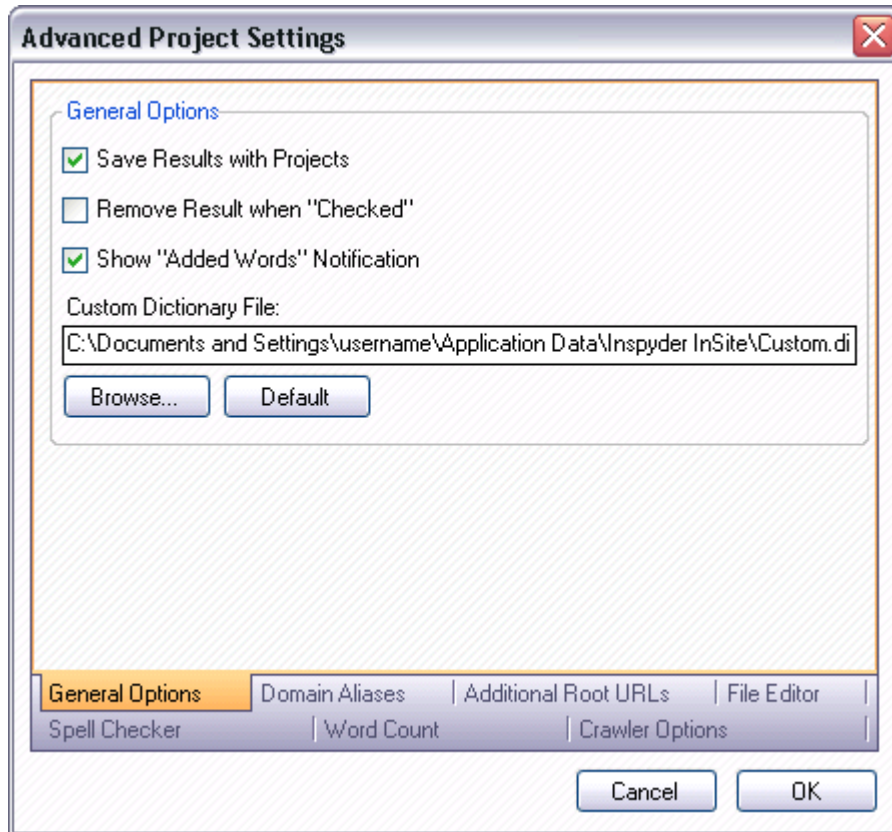 Advanced Project Settings
General Options
Save Results with Projects
Remove Result when "Checked"
Show "Added Words" Notification
Custom Dictionary File:
C:\Documents and Settings\username\Application Data\Inspyder InSite\Custom.di
Browse... Default
General Options Domain Aliases Additional Root URLs File Editor
Spell Checker Word Count Crawler Options
Cancel OK